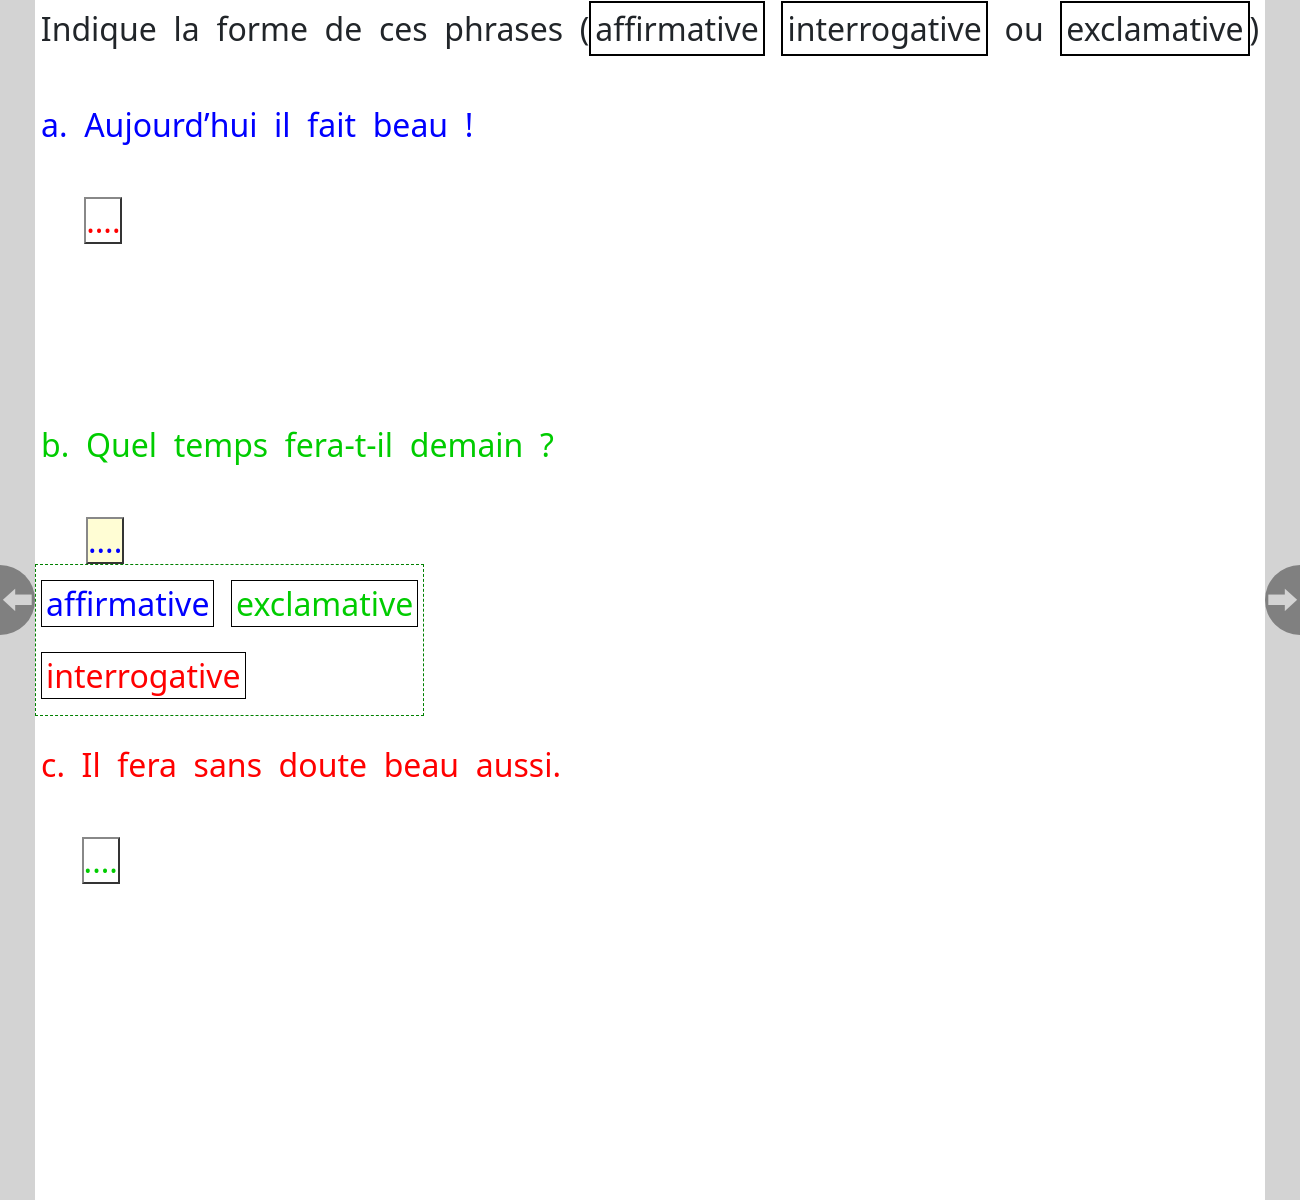 Indique la forme de ces phrases (affirmative interrogative ou exclamative)
a. Aujourd’hui il fait beau !
....
b. Quel temps fera-t-il demain ?
....
affirmative exclamative
interrogative
c. Il fera sans doute beau aussi.
....